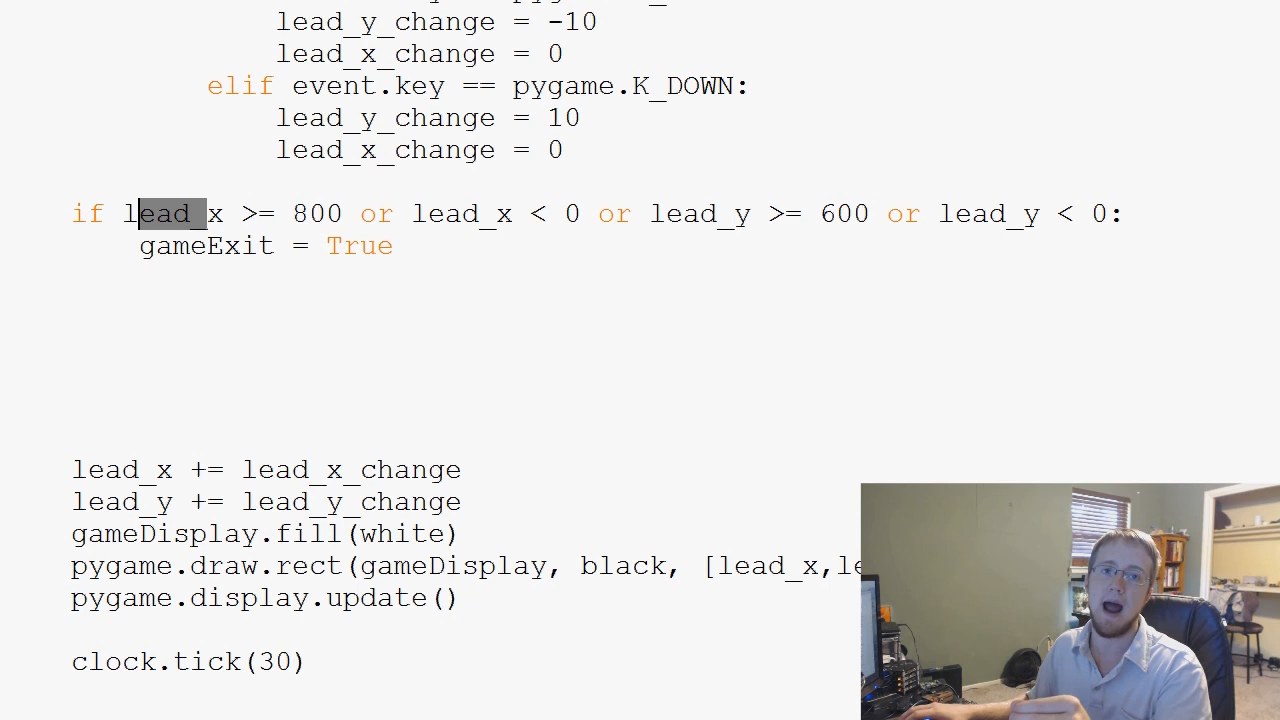 lead_y_change = -10
lead_x_change = 0
elif event.key == pygame.K_DOWN:
lead_y_change = 10
lead_x_change = 0
if lead_x >= 800 or lead_x < 0 or lead_y >= 600 or lead_y < 0:
gameExit = True
lead_x += lead_x_change
lead_y += lead_y_change
gameDisplay.fill(white)
pygame.draw.rect(gameDisplay, black, [lead_x,le
pygame.display.update()
clock.tick(30)